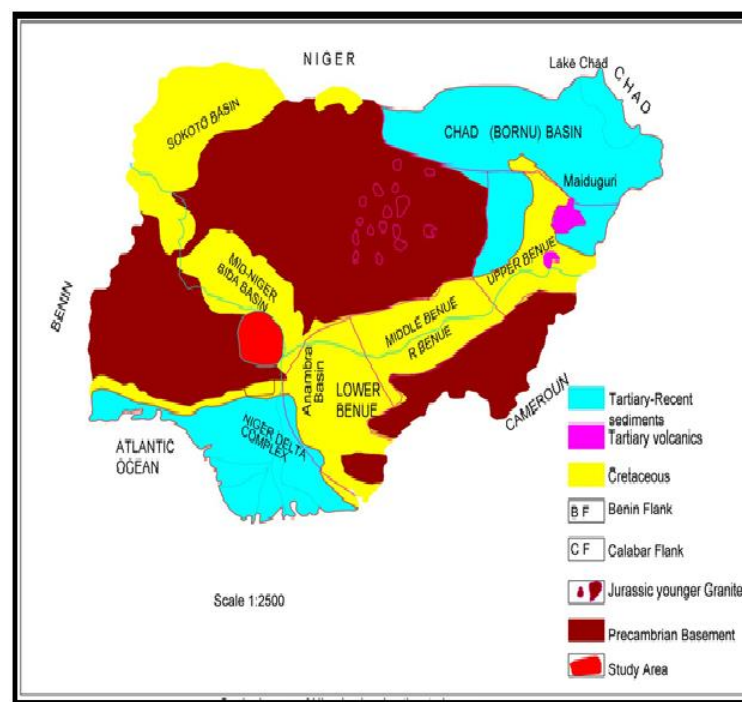 NIGER
Lake Chad
CHAD
SOKOTO BASIN
CHAD (BORNU) BASIN
Maiduguri
BENIN
MID-NIGER
BIDA BASIN
UPPER BENUE
MIDDLE BENUE
R BENUE
Anambra
Basin
LOWER
BENUE
CAMEROUN
NIGER DELTA
COMPLEX
ATLANTIC
OCEAN
Scale 1:2500
Tartiary-Recent
sediments
Tartiary volcanics
Cretaceous
B F
Benin Flank
C F
Calabar Flank
Jurassic younger Granite
Precambrian Basement
Study Area